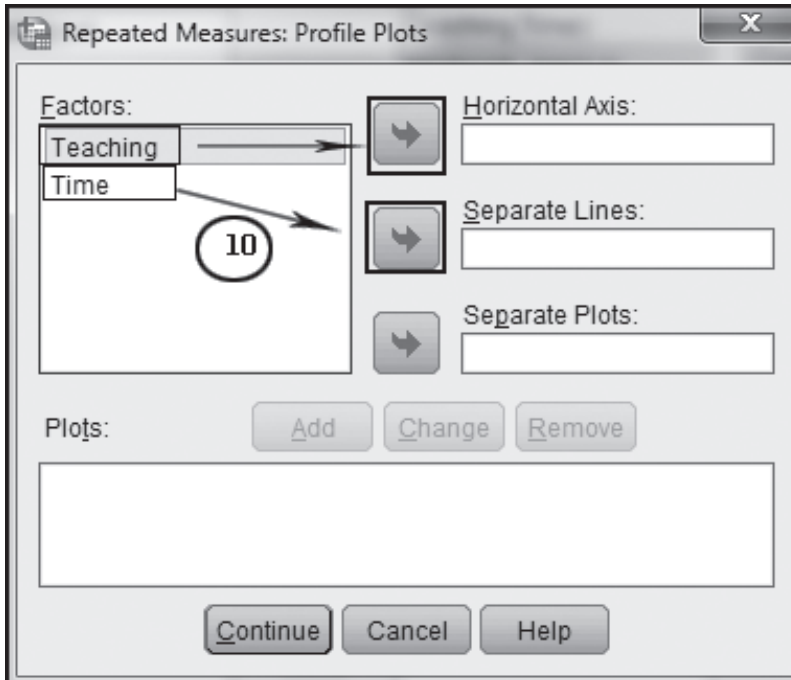 Repeated Measures: Profile Plots
X
Factors:
Teaching
Time
10
Horizontal Axis:
Separate Lines:
Separate Plots:
Plots:
Add Change Remove
Continue Cancel Help